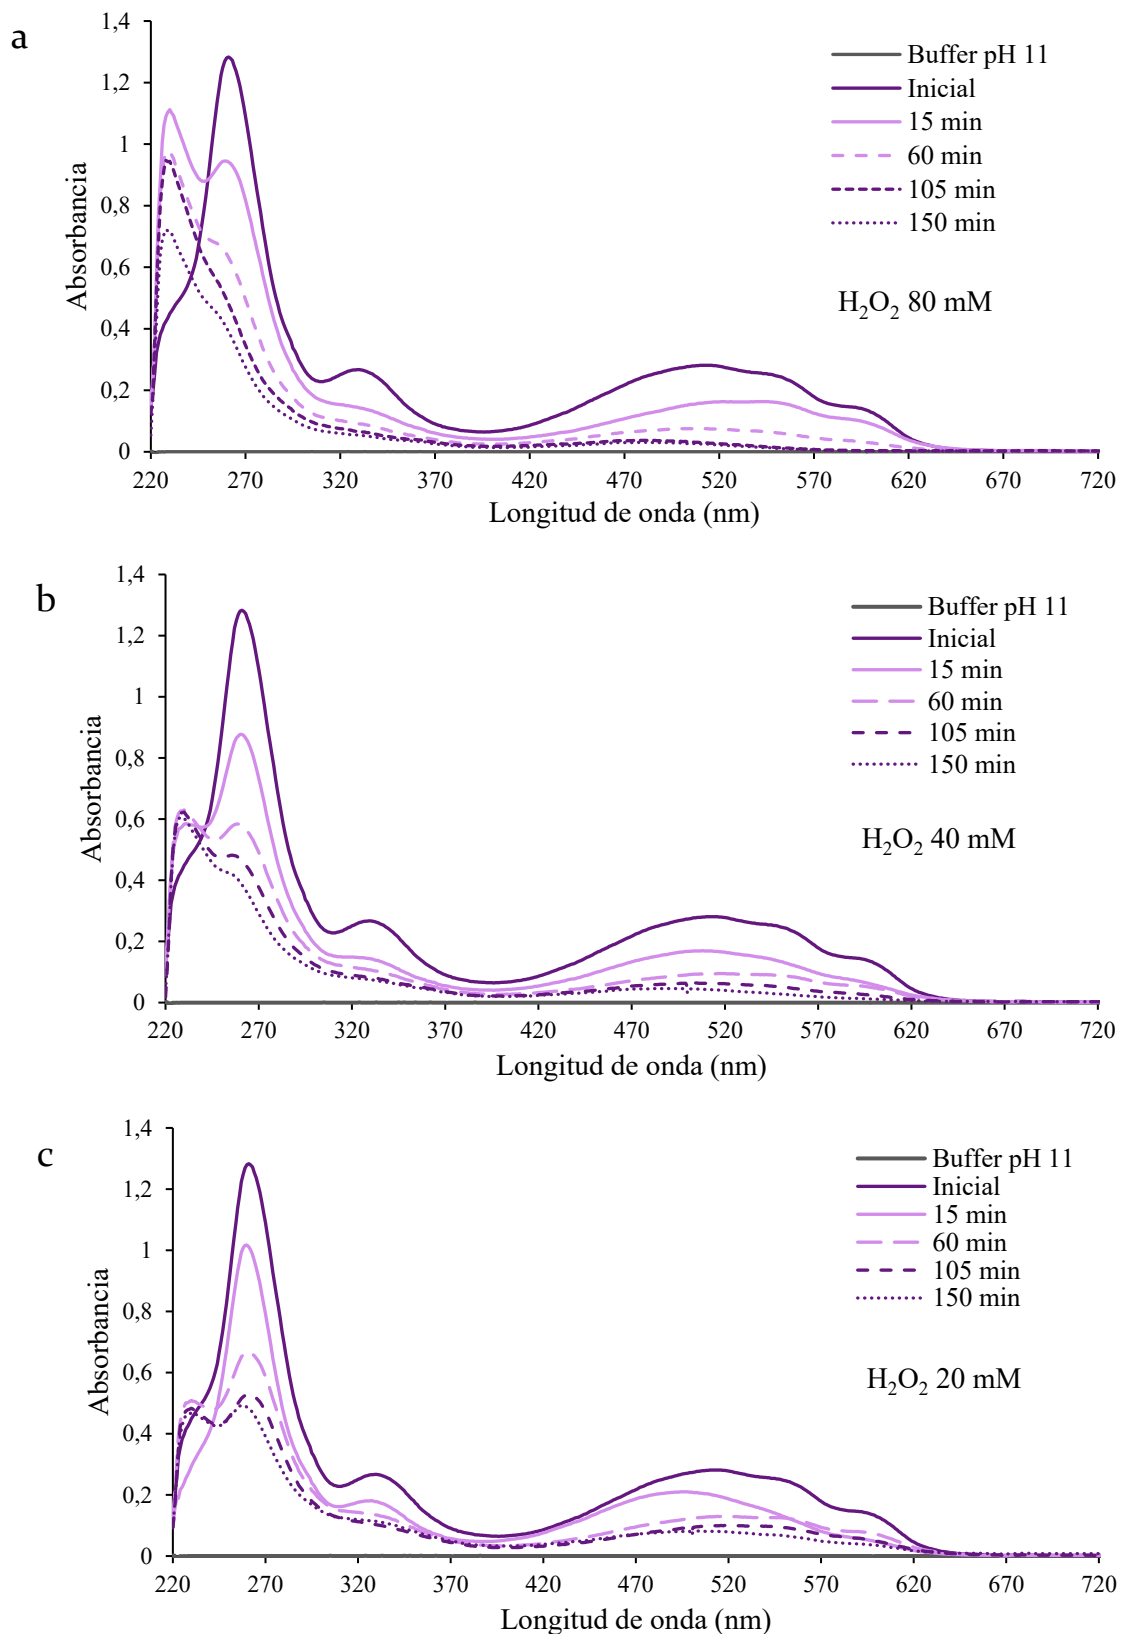 a
1,4
1,2
1
0,8
0,6
0,4
0,2
0
Absorbancia
Buffer pH 11
Inicial
15 min
60 min
105 min
150 min
H₂O₂ 80 mM
220 270 320 370 420 470 520 570 620 670 720
Longitud de onda (nm)
b
1,4
1,2
1
0,8
0,6
0,4
0,2
0
Absorbancia
Buffer pH 11
Inicial
15 min
60 min
105 min
150 min
H₂O₂ 40 mM
220 270 320 370 420 470 520 570 620 670 720
Longitud de onda (nm)
c
1,4
1,2
1
0,8
0,6
0,4
0,2
0
Absorbancia
Buffer pH 11
Inicial
15 min
60 min
105 min
150 min
H₂O₂ 20 mM
220 270 320 370 420 470 520 570 620 670 720
Longitud de onda (nm)